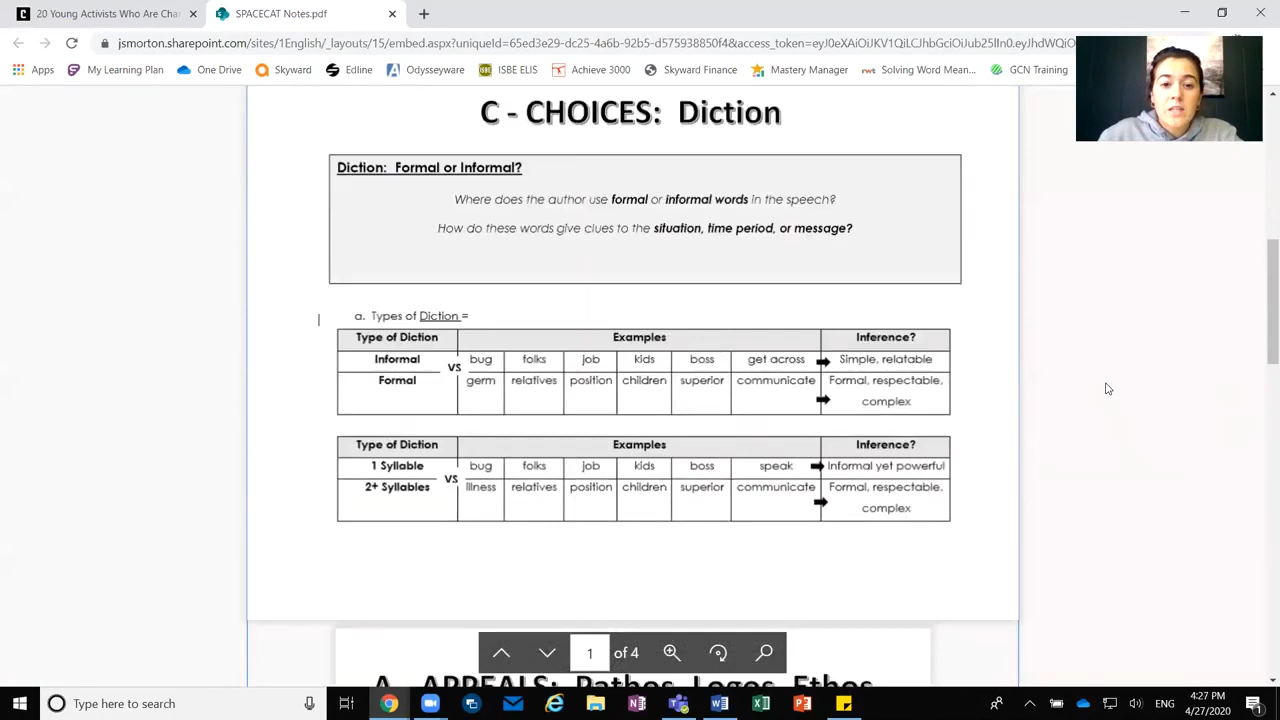 20 Young Activists Who Are Cha
SPACECAT Notes.pdf
jsmorton.sharepoint.com/sites/1English/_layouts/15/embed.aspx?uniqueId=65ed3e29-dc25-4a6b-92b5-d575938850f4&access_token=eyJ0eXAiOiJKV1QiLCJhbGciOiJub25lIn0.eyJhdWQiO
Apps My Learning Plan One Drive Skyward Edline Odysseyware ISBE ELIS Achieve 3000 Skyward Finance Mastery Manager Solving Word Mean... GCN Training
C - CHOICES: Diction
Diction: Formal or Informal?
Where does the author use formal or informal words in the speech?
How do these words give clues to the situation, time period, or message?
a. Types of Diction =
Type of Diction Examples Inference?
Informal bug folks job kids boss get across Simple, relatable
VS
Formal germ relatives position children superior communicate Formal, respectable,
complex
Type of Diction Examples Inference?
1 Syllable bug folks job kids boss speak Informal yet powerful
VS
2+ Syllables illness relatives position children superior communicate Formal, respectable,
complex
1 of 4
A - APPEALS: Pathos, Logos, Ethos
Type here to search
ENG
4:27 PM
4/27/2020